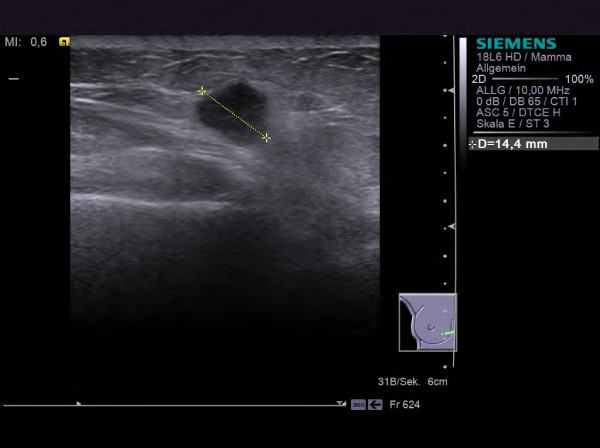 MI: 0,6
SIEMENS
18L6 HD / Mamma
Allgemein
2D 100%
ALLG / 10,00 MHz
0 dB / DB 65 / CTI 1
ASC 5 / DTCE H
Skala E / ST 3
D=14,4 mm
31B/Sek. 6cm
Fr 624